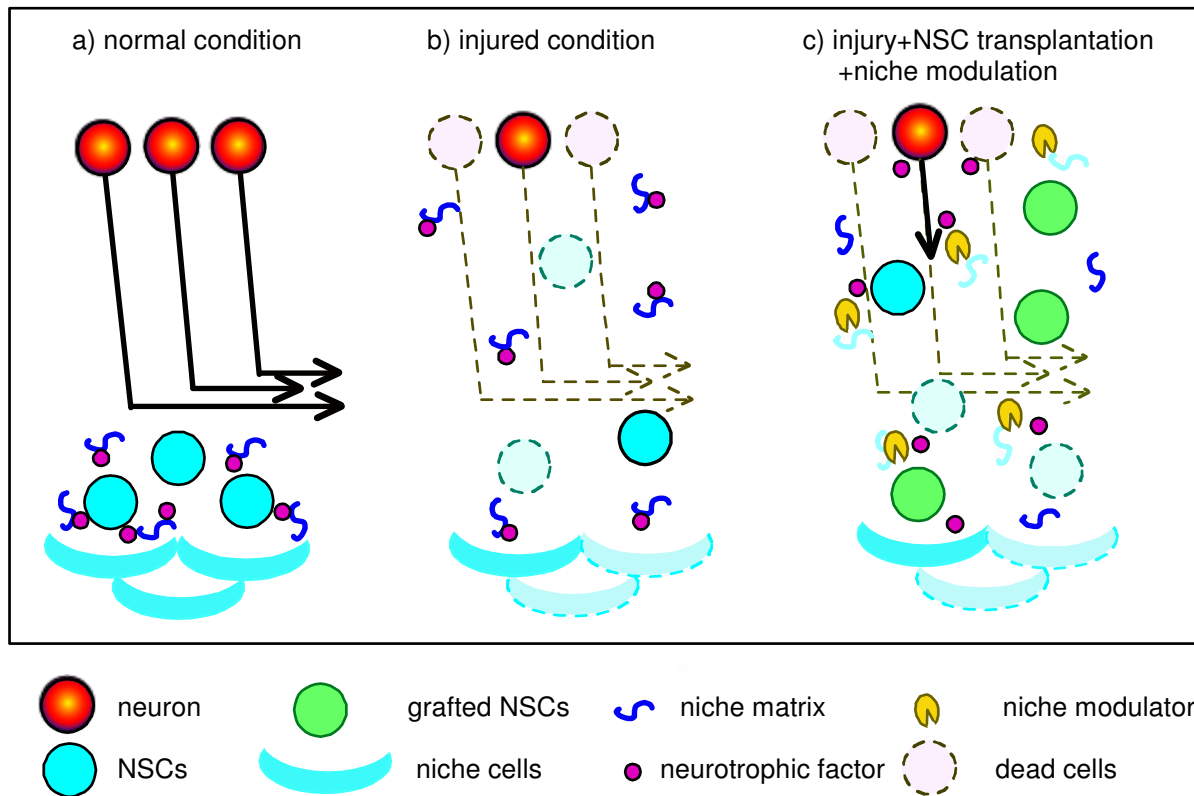 a) normal condition
b) injured condition
c) injury+NSC transplantation
+niche modulation
neuron
grafted NSCs
niche matrix
niche modulator
NSCs
niche cells
neurotrophic factor
dead cells